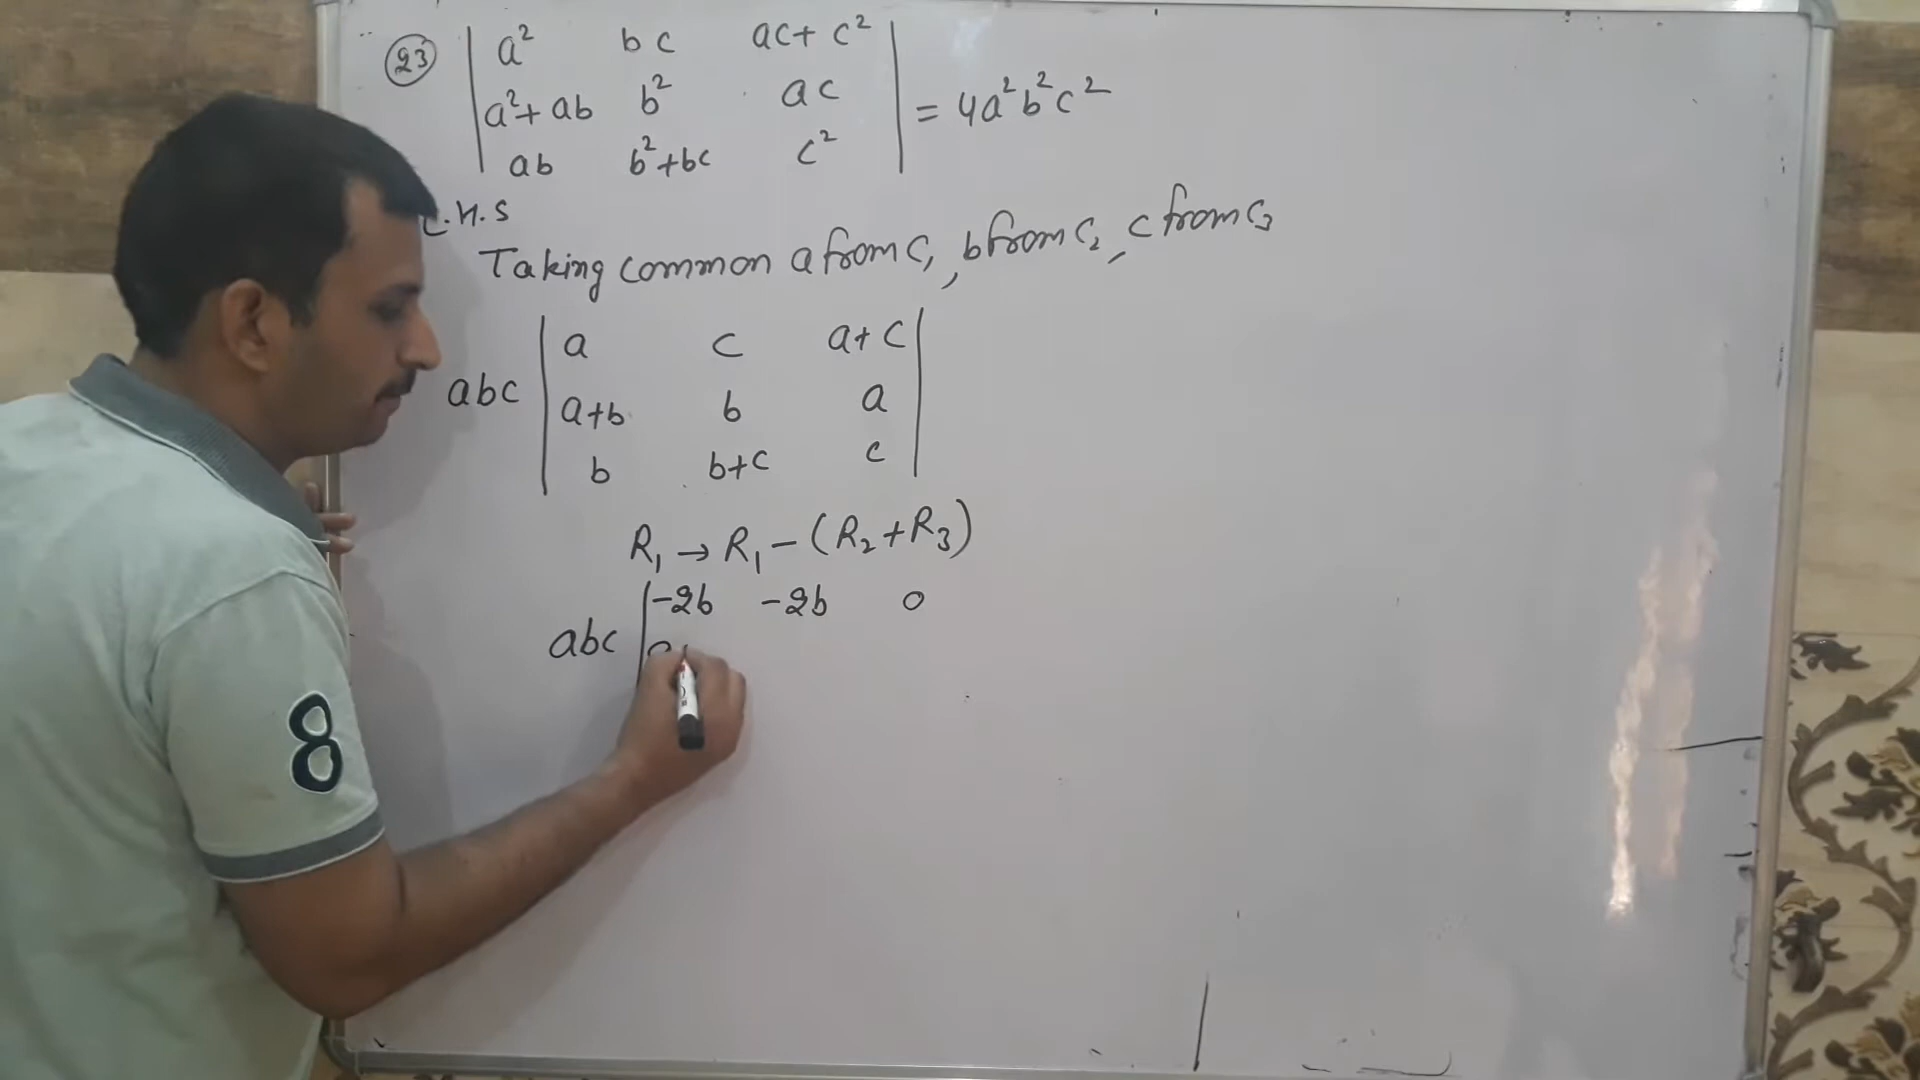 23 | a² bc ac+c² |
| a²+ab b² ac | = 4a²b²c²
| ab b²+bc c² |
L.H.S
Taking common a from C₁, b from C₂, c from C₃
| a c a+c |
abc | a+b b a |
| b b+c c |
R₁ → R₁ - (R₂+R₃)
| -2b -2b 0
abc | a
8